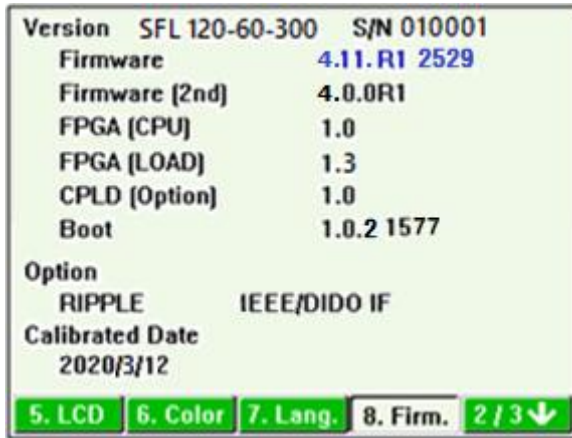 Version SFL 120-60-300 S/N 010001
Firmware 4.11.R1 2529
Firmware (2nd) 4.0.0R1
FPGA (CPU) 1.0
FPGA (LOAD) 1.3
CPLD (Option) 1.0
Boot 1.0.2 1577
Option
RIPPLE IEEE/DIDO IF
Calibrated Date
2020/3/12
5. LCD 6. Color 7. Lang. 8. Firm. 2/3